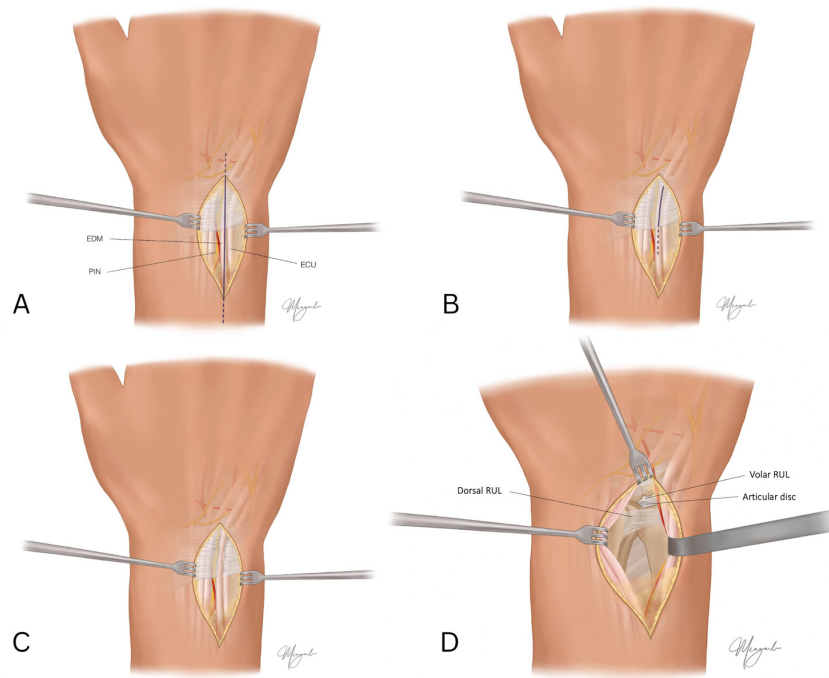 EDM
PIN
ECU
A
B
C
Dorsal RUL
Volar RUL
Articular disc
D